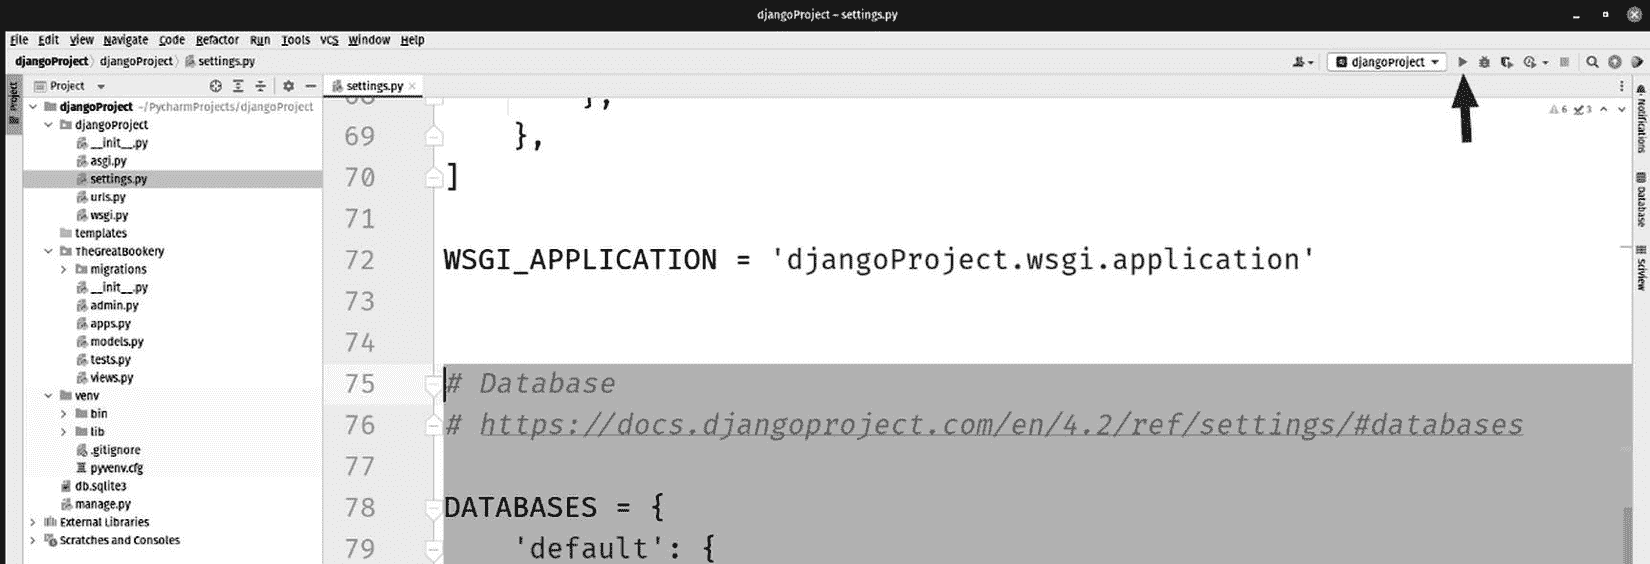 djangoProject – settings.py
File Edit View Navigate Code Refactor Run Tools VCS Window Help
djangoProject djangoProject settings.py djangoProject
Project settings.py
djangoProject ~/PycharmProjects/djangoProject
djangoProject
__init__.py
asgi.py
settings.py
urls.py
wsgi.py
templates
TheGreatBookery
migrations
__init__.py
admin.py
apps.py
models.py
tests.py
views.py
venv
bin
lib
.gitignore
pyvenv.cfg
db.sqlite3
manage.py
External Libraries
Scratches and Consoles
Project
68 },
69 },
70 ]
71
72 WSGI_APPLICATION = 'djangoProject.wsgi.application'
73
74
75 # Database
76 # https://docs.djangoproject.com/en/4.2/ref/settings/#databases
77
78 DATABASES = {
79 'default': {
6 3
Notifications
Database
SciView